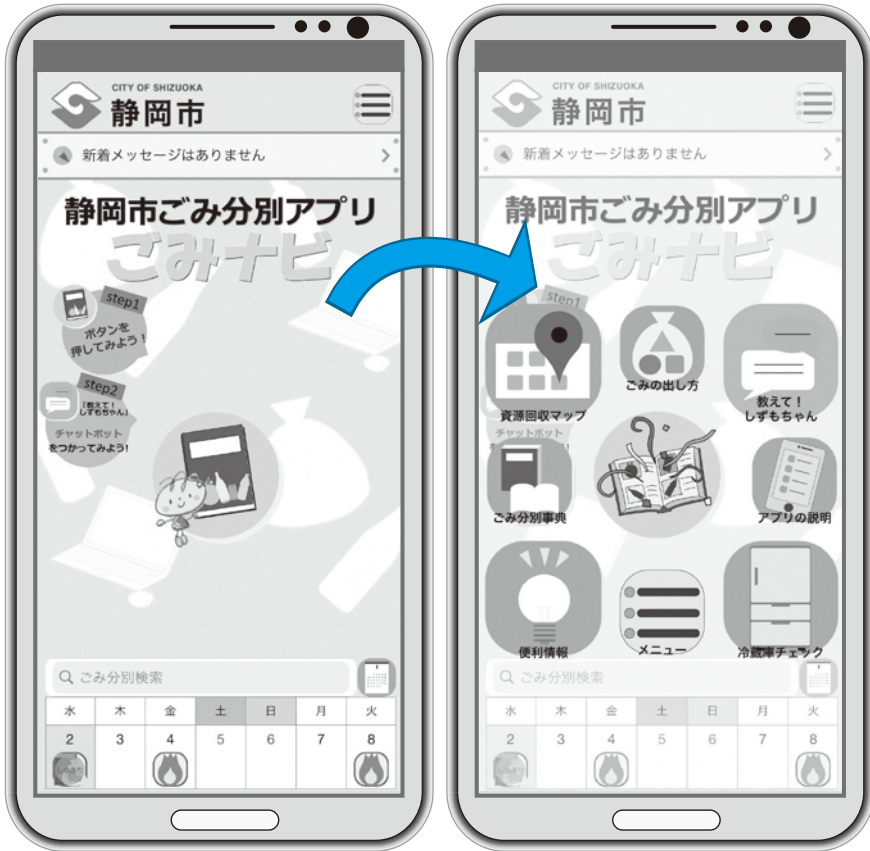 CITY OF SHIZUOKA
静岡市
新着メッセージはありません
静岡市ごみ分別アプリ
ごみナビ
step1
ボタンを
押してみよう!
step2
「教えて!
しずもちゃん」
チャットボット
をつかってみよう!
ごみ分別検索
水 木 金 土 日 月 火
2 3 4 5 6 7 8
CITY OF SHIZUOKA
静岡市
新着メッセージはありません
静岡市ごみ分別アプリ
ごみナビ
step1
資源回収マップ
ごみの出し方
教えて!
しずもちゃん
チャットボット
ごみ分別事典
アプリの説明
便利情報
メニュー
冷蔵庫チェック
ごみ分別検索
水 木 金 土 日 月 火
2 3 4 5 6 7 8